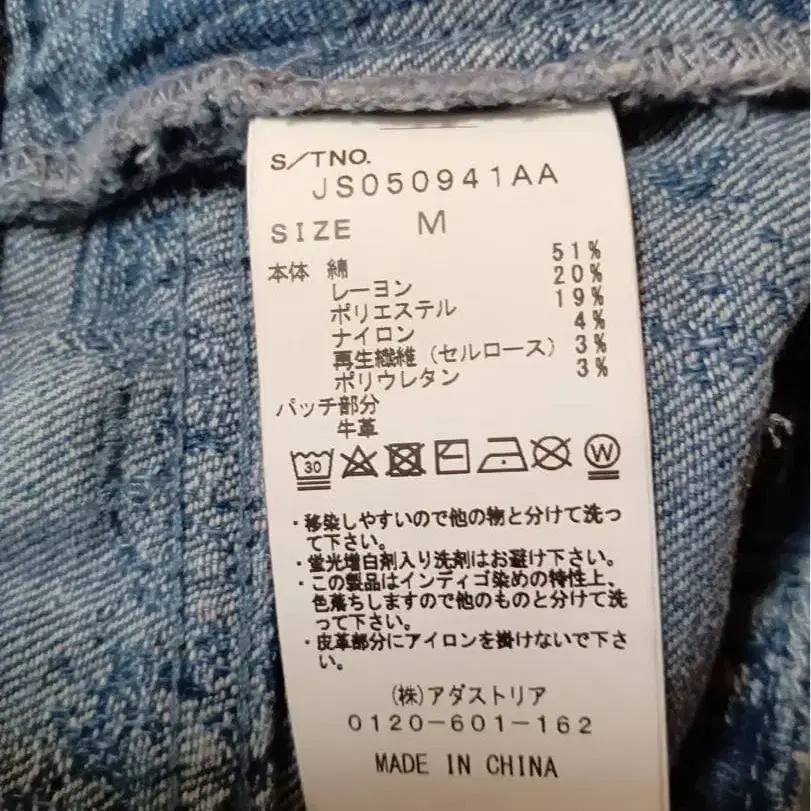 S/TNO.
JS050941AA
SIZE M
本体 綿 51%
レーヨン 20%
ポリエステル 19%
ナイロン 4%
再生繊維(セルロース) 3%
ポリウレタン 3%
パッチ部分
牛革
30 W
・移染しやすいので他の物と分けて洗っ
て下さい。
・蛍光増白剤入り洗剤はお避け下さい。
・この製品はインディゴ染めの特性上、
色落ちしますので他のものと分けて洗
って下さい。
・皮革部分にアイロンを掛けないで下さ
い。
(株)アダストリア
0120-601-162
MADE IN CHINA